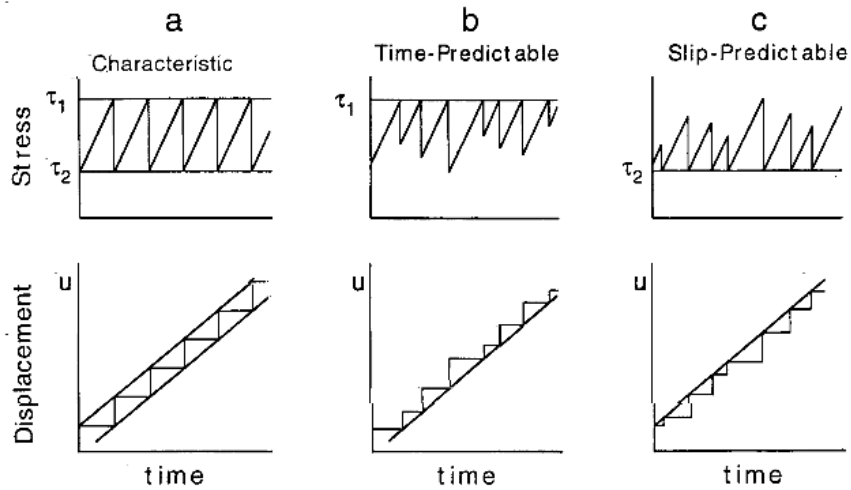 a
b
c
Characteristic
Time-Predictable
Slip-Predictable
Stress
τ1
τ2
τ1
τ2
Displacement
u
u
u
time
time
time